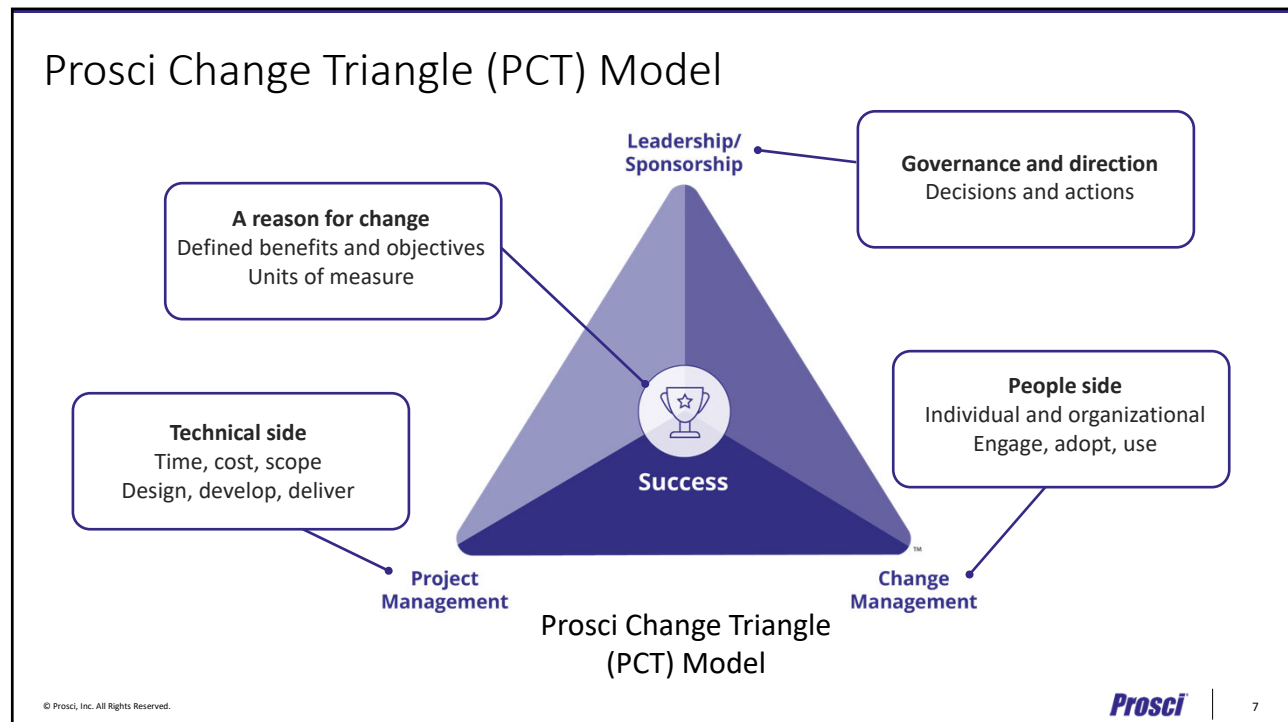 Prosci Change Triangle (PCT) Model
Leadership/
Sponsorship
Governance and direction
Decisions and actions
A reason for change
Defined benefits and objectives
Units of measure
People side
Individual and organizational
Engage, adopt, use
Technical side
Time, cost, scope
Design, develop, deliver
Success
TM
Project
Management
Change
Management
Prosci Change Triangle
(PCT) Model
© Prosci, Inc. All Rights Reserved.
Prosci
7